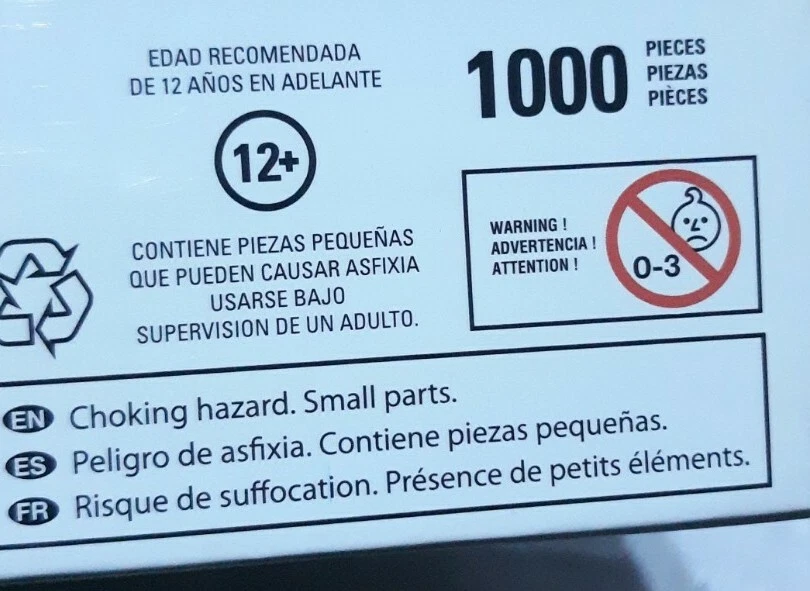 EDAD RECOMENDADA
DE 12 AÑOS EN ADELANTE
12+
1000
PIECES
PIEZAS
PIÈCES
CONTIENE PIEZAS PEQUEÑAS
QUE PUEDEN CAUSAR ASFIXIA
USARSE BAJO
SUPERVISION DE UN ADULTO.
WARNING !
ADVERTENCIA !
ATTENTION !
0-3
EN Choking hazard. Small parts.
ES Peligro de asfixia. Contiene piezas pequeñas.
FR Risque de suffocation. Présence de petits éléments.